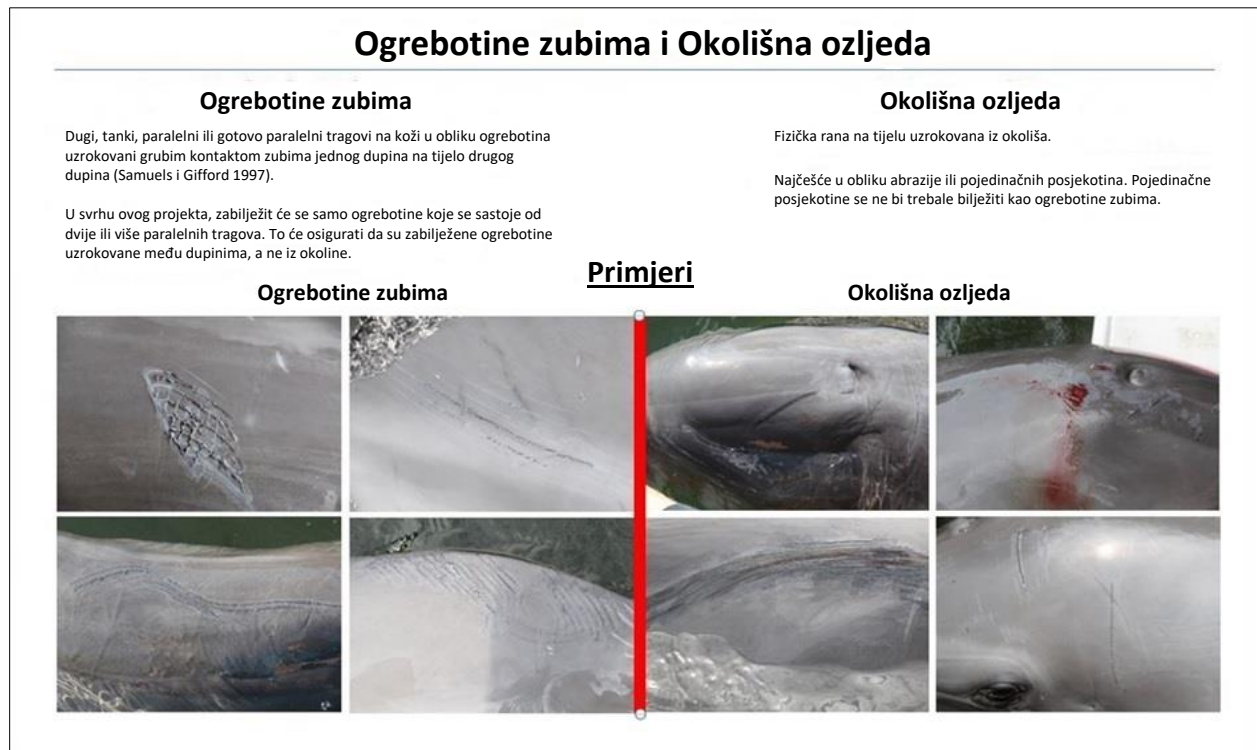 Ogrebotine zubima i Okolišna ozljeda
Ogrebotine zubima
Dugi, tanki, paralelni ili gotovo paralelni tragovi na koži u obliku ogrebotina
uzrokovani grubim kontaktom zubima jednog dupina na tijelo drugog
dupina (Samuels i Gifford 1997).
U svrhu ovog projekta, zabilježit će se samo ogrebotine koje se sastoje od
dvije ili više paralelnih tragova. To će osigurati da su zabilježene ogrebotine
uzrokovane među dupinima, a ne iz okoline.
Okolišna ozljeda
Fizička rana na tijelu uzrokovana iz okoliša.
Najčešće u obliku abrazije ili pojedinačnih posjekotina. Pojedinačne
posjekotine se ne bi trebale bilježiti kao ogrebotine zubima.
Primjeri
Ogrebotine zubima
Okolišna ozljeda